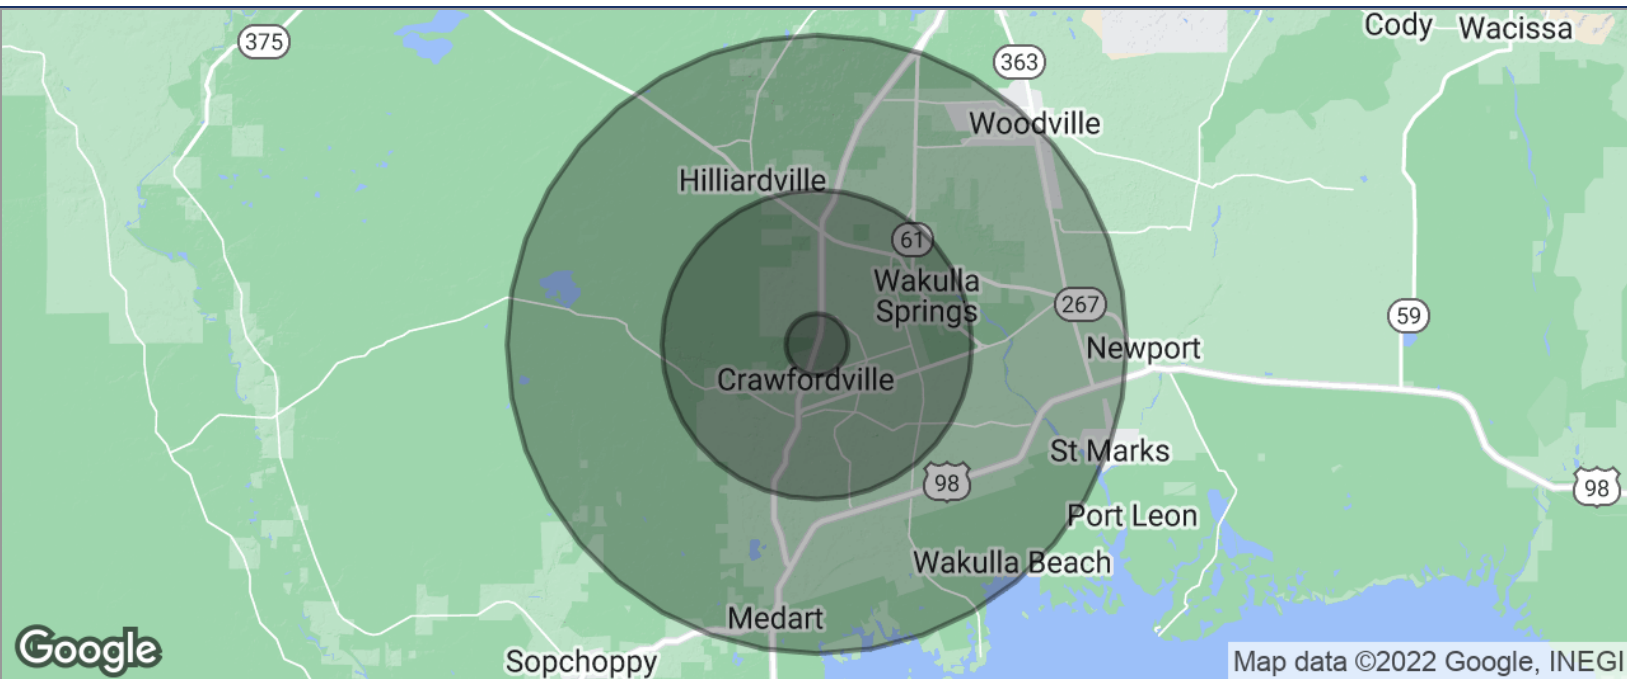 375
363
Cody
Wacissa
Woodville
Hilliardville
61
Wakulla
Springs
267
59
Newport
Crawfordville
St Marks
98
98
Port Leon
Wakulla Beach
Medart
Sopchoppy
Google
Map data ©2022 Google, INEGI